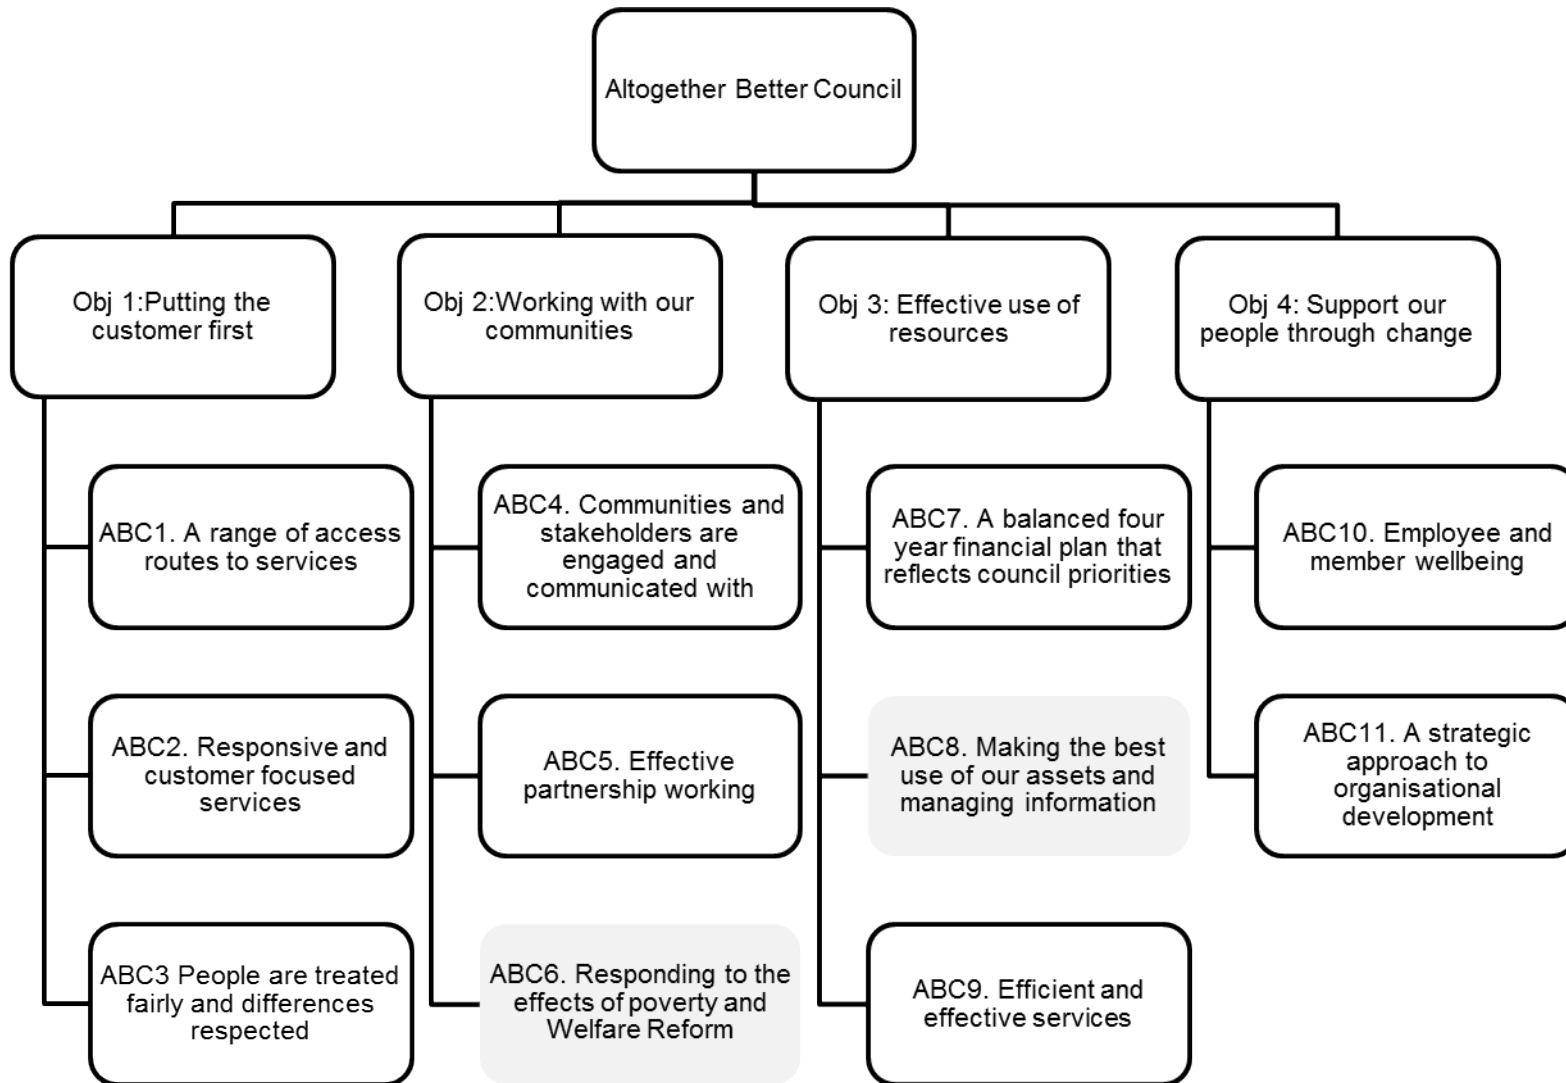 Altogether Better Council
Obj 1:Putting the
customer first
Obj 2:Working with our
communities
Obj 3: Effective use of
resources
Obj 4: Support our
people through change
ABC1. A range of access
routes to services
ABC4. Communities and
stakeholders are
engaged and
communicated with
ABC7. A balanced four
year financial plan that
reflects council priorities
ABC10. Employee and
member wellbeing
ABC2. Responsive and
customer focused
services
ABC5. Effective
partnership working
ABC8. Making the best
use of our assets and
managing information
ABC11. A strategic
approach to
organisational
development
ABC3 People are treated
fairly and differences
respected
ABC6. Responding to the
effects of poverty and
Welfare Reform
ABC9. Efficient and
effective services